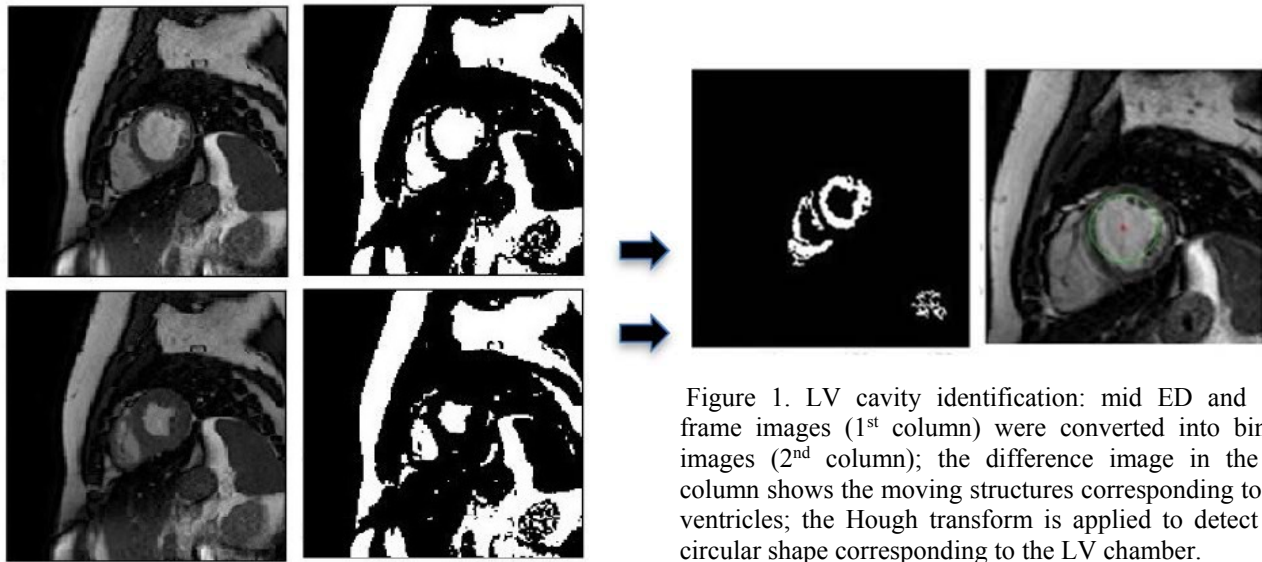 Figure 1. LV cavity identification: mid ED and
frame images (1st column) were converted into
images (2nd column); the difference image in the
column shows the moving structures corresponding to
ventricles; the Hough transform is applied to detect
circular shape corresponding to the LV chamber.